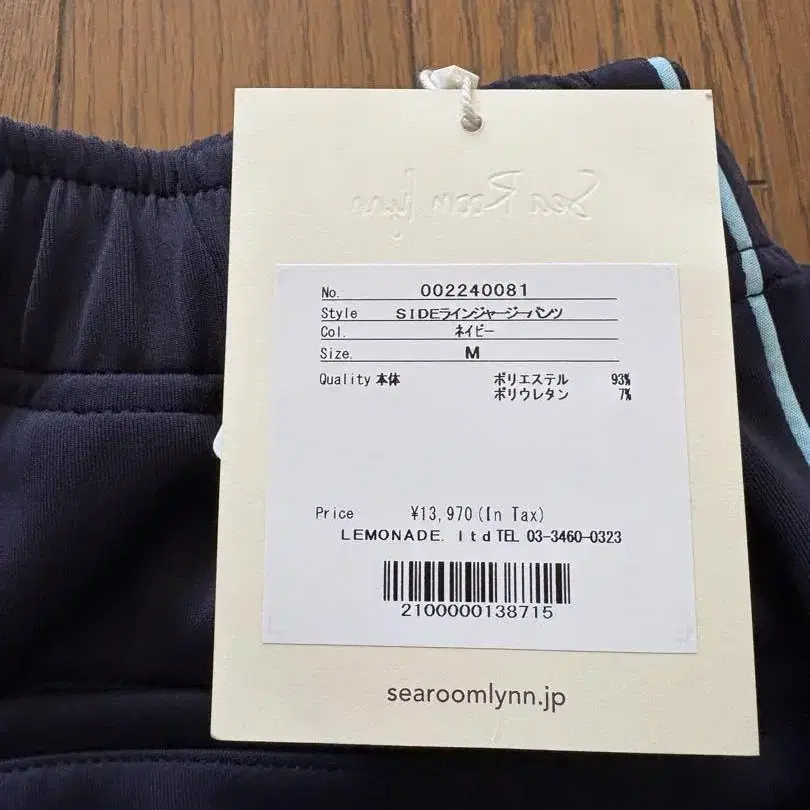 Sea Room lynn
No. 002240081
Style SIDEラインジャージーパンツ
Col. ネイビー
Size. M
Quality 本体 ポリエステル 93%
ポリウレタン 7%
Price ¥13,970(In Tax)
LEMONADE. ltd TEL 03-3460-0323
2100000138715
searoomlynn.jp